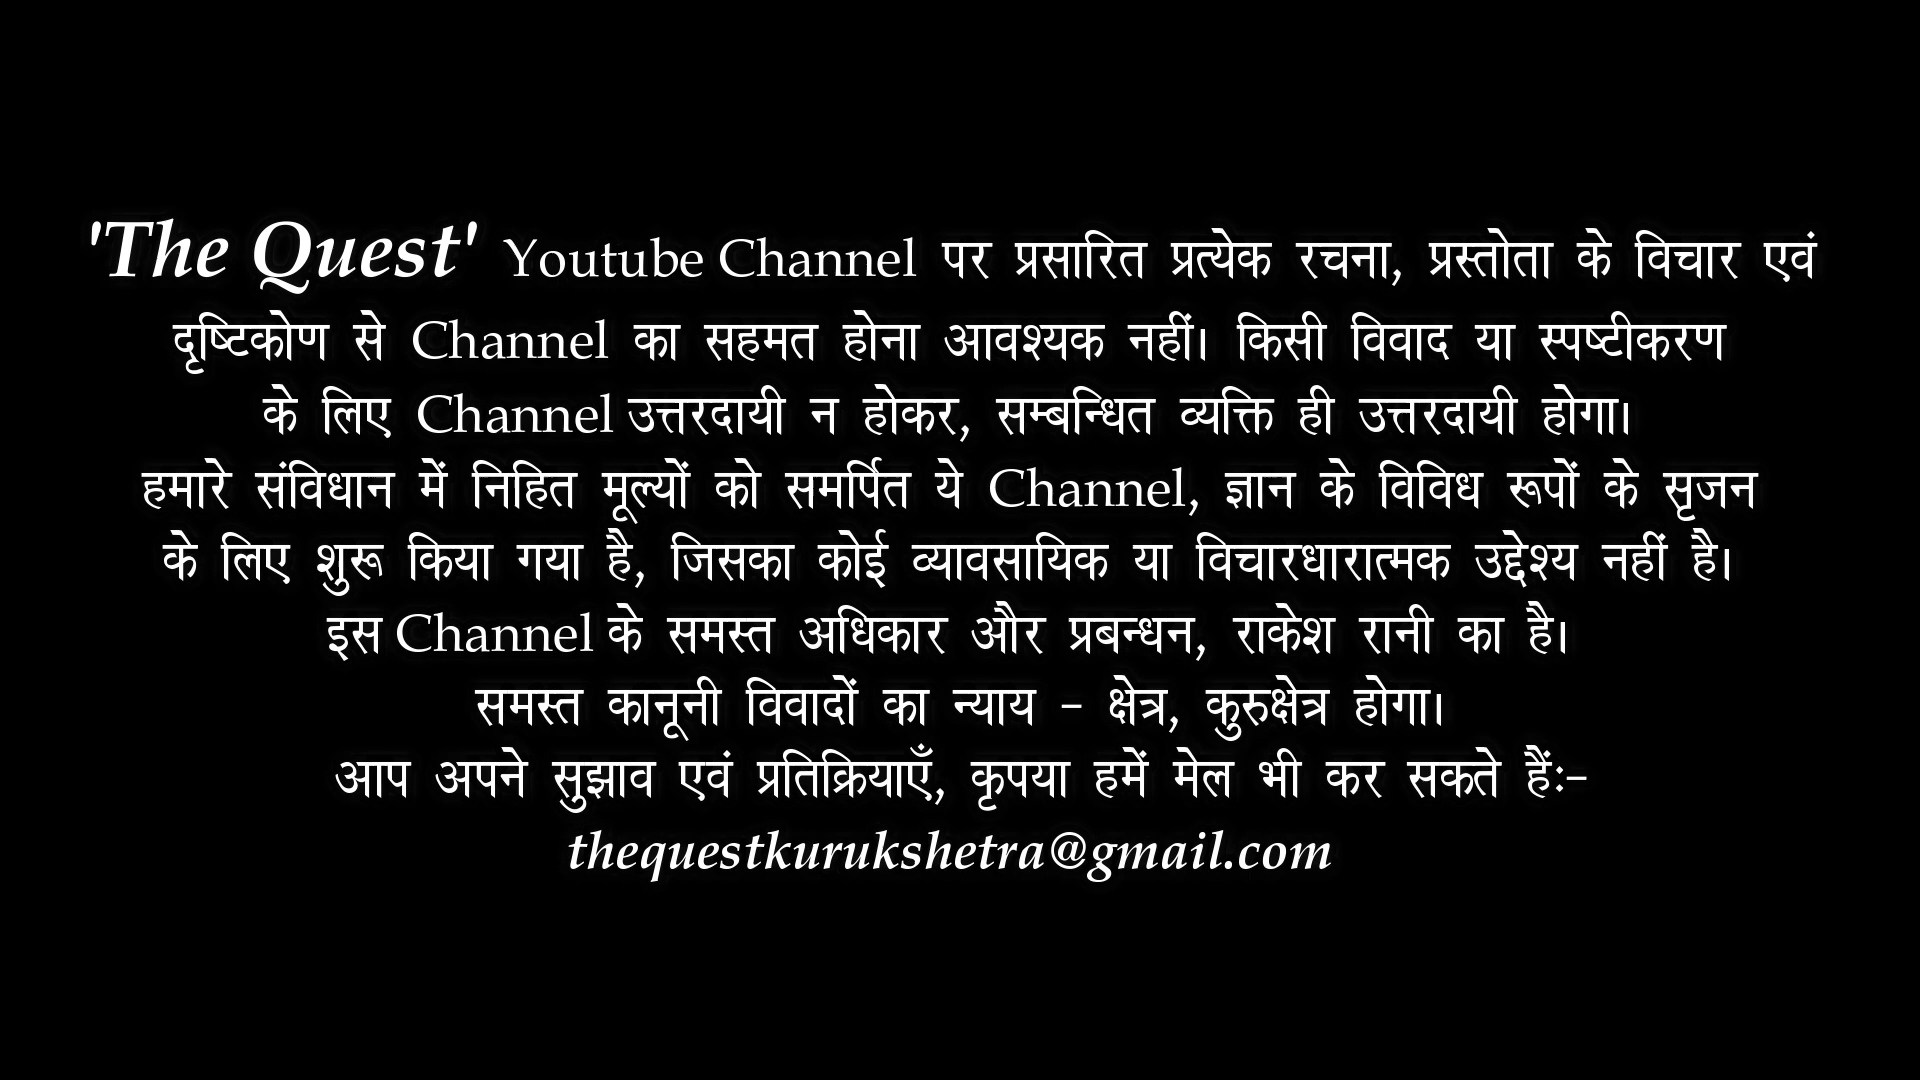 'The Quest' Youtube Channel पर प्रसारित प्रत्येक रचना, प्रस्तोता के विचार एवं
दृष्टिकोण से Channel का सहमत होना आवश्यक नहीं। किसी विवाद या स्पष्टीकरण
के लिए Channel उत्तरदायी न होकर, सम्बन्धित व्यक्ति ही उत्तरदायी होगा।
हमारे संविधान में निहित मूल्यों को समर्पित ये Channel, ज्ञान के विविध रूपों के सृजन
के लिए शुरू किया गया है, जिसका कोई व्यावसायिक या विचारधारात्मक उद्देश्य नहीं है।
इस Channel के समस्त अधिकार और प्रबन्धन, राकेश रानी का है।
समस्त कानूनी विवादों का न्याय - क्षेत्र, कुरुक्षेत्र होगा।
आप अपने सुझाव एवं प्रतिक्रियाएँ, कृपया हमें मेल भी कर सकते हैंः-
thequestkurukshetra@gmail.com